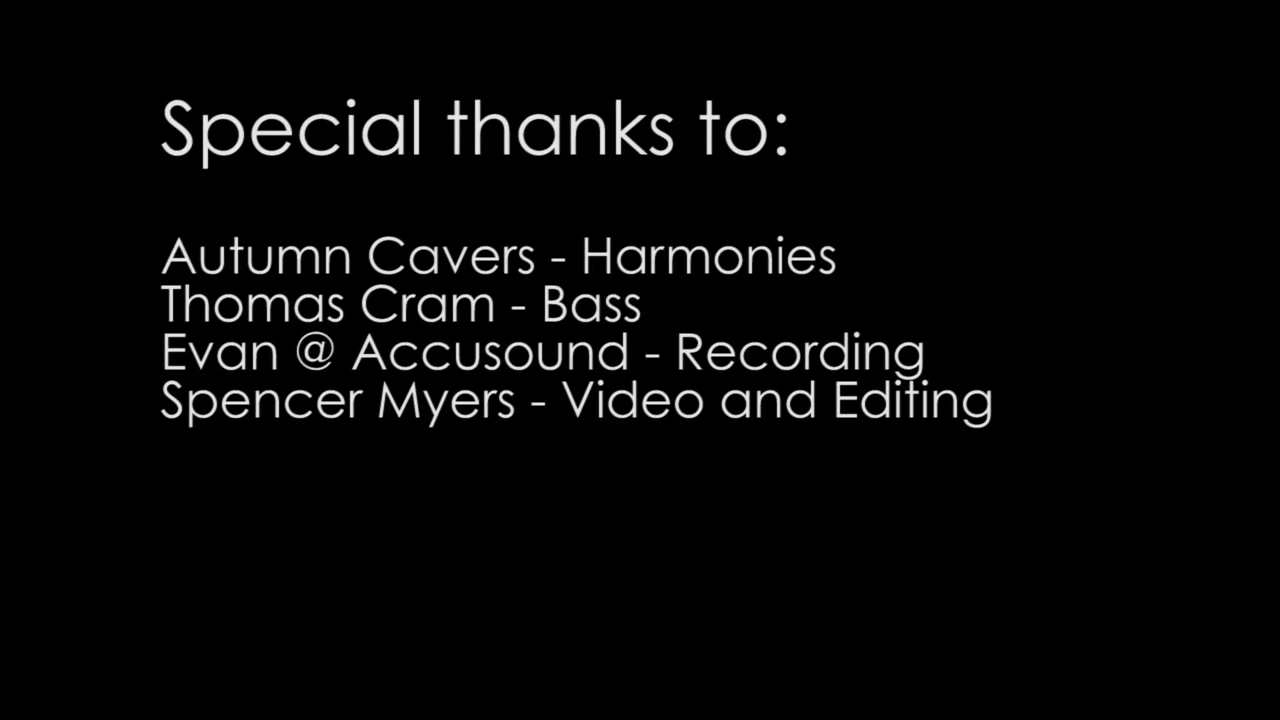 Special thanks to:
Autumn Cavers - Harmonies
Thomas Cram - Bass
Evan @ Accusound - Recording
Spencer Myers - Video and Editing